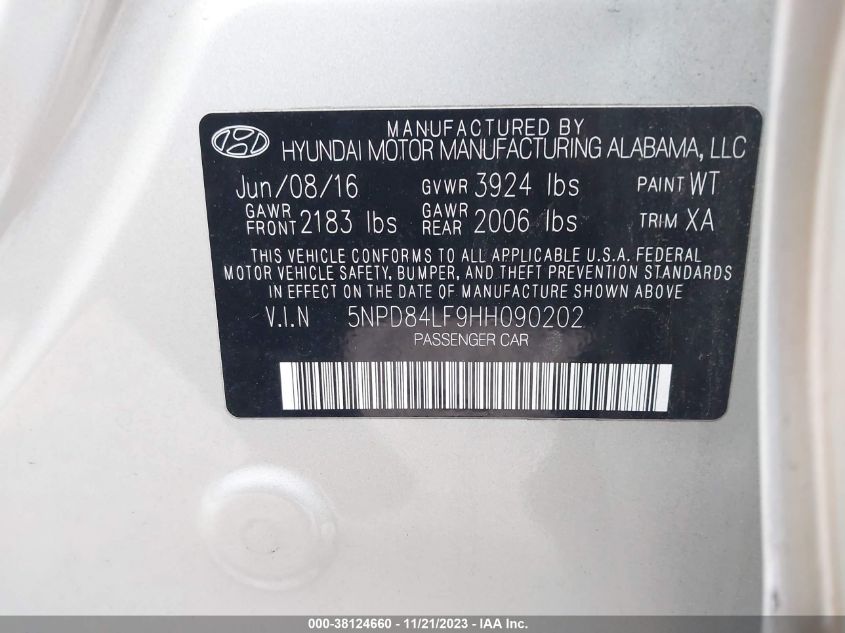 MANUFACTURED BY
HYUNDAI MOTOR MANUFACTURING ALABAMA, LLC
Jun/08/16 GVWR 3924 lbs PAINT WT
GAWR FRONT 2183 lbs GAWR REAR 2006 lbs TRIM XA
THIS VEHICLE CONFORMS TO ALL APPLICABLE U.S.A. FEDERAL
MOTOR VEHICLE SAFETY, BUMPER, AND THEFT PREVENTION STANDARDS
IN EFFECT ON THE DATE OF MANUFACTURE SHOWN ABOVE
V.I.N 5NPD84LF9HH090202
PASSENGER CAR
000-38124660 - 11/21/2023 - IAAI.com